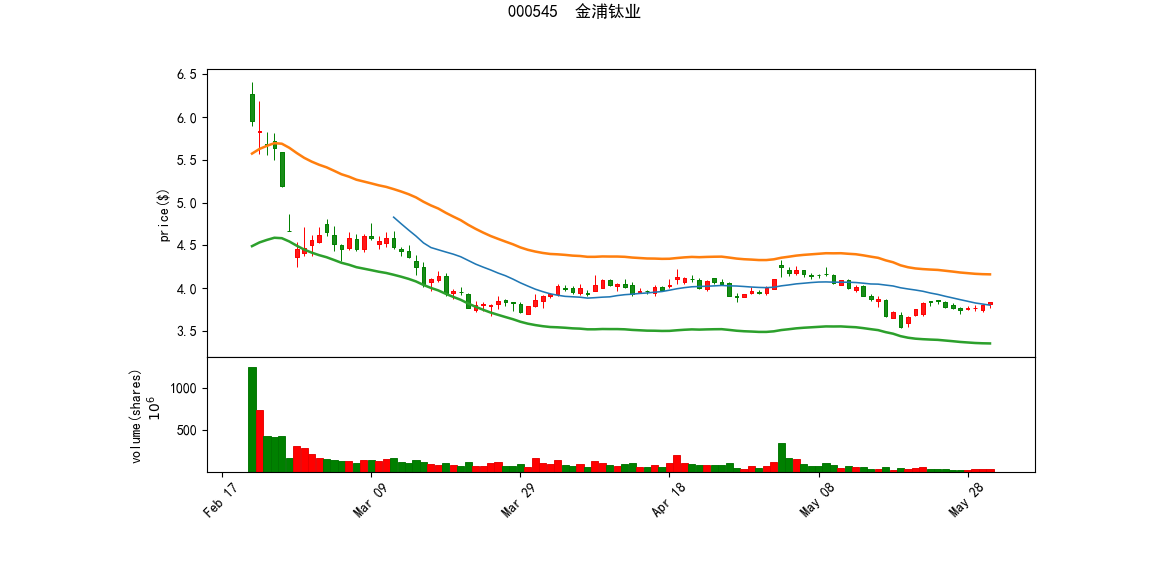 000545 金浦钛业
price($)
6.5
6.0
5.5
5.0
4.5
4.0
3.5
volume(shares)
10^6
1000
500
Feb 17
Mar 09
Mar 29
Apr 18
May 08
May 28